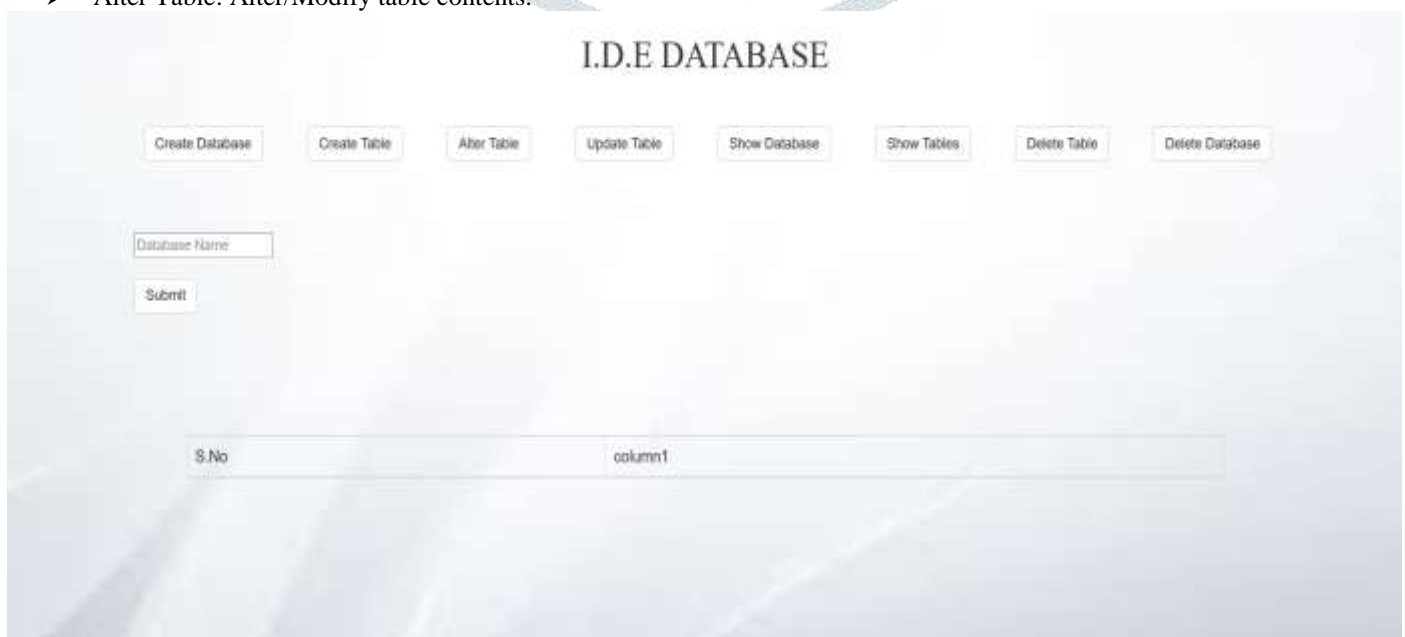 ➤ Alter Table: Alter/Modify table contents.
I.D.E DATABASE
Create Database Create Table Alter Table Update Table Show Database Show Tables Delete Table Delete Database
Database Name
Submit
S.No column1